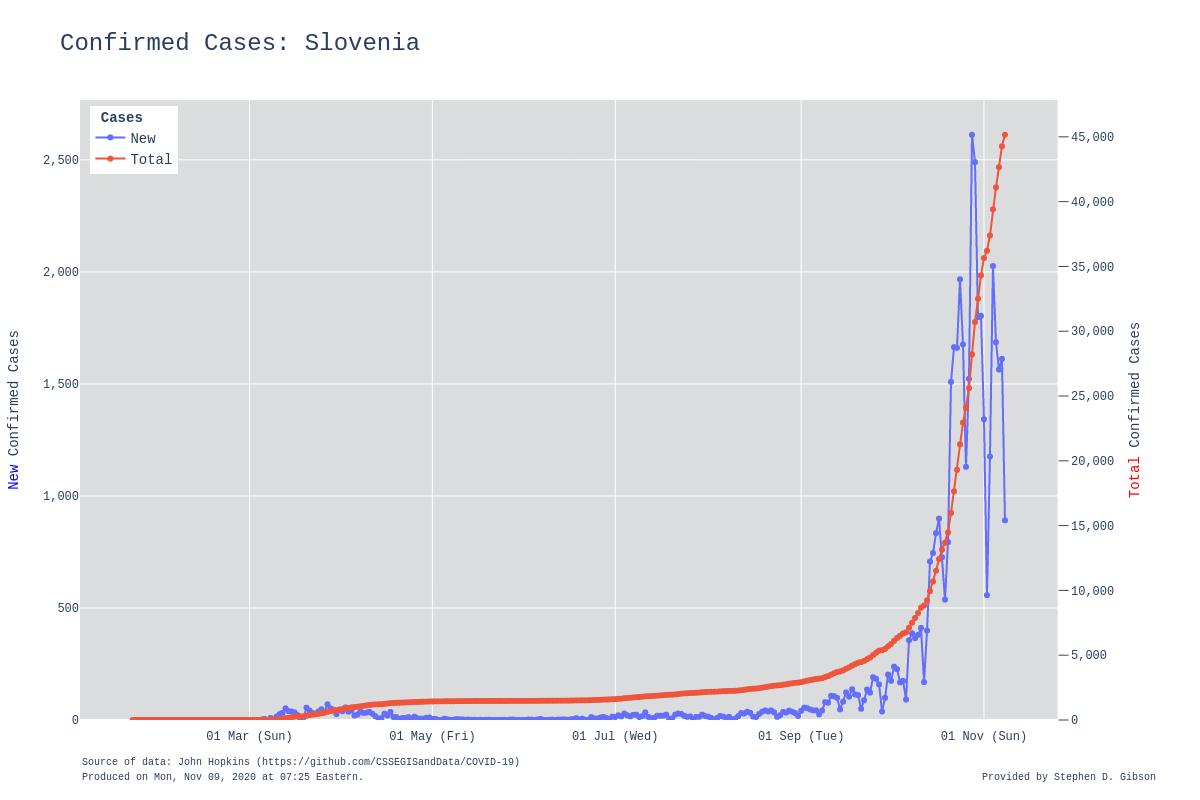 Confirmed Cases: Slovenia
Cases
New
Total
2,500
2,000
1,500
1,000
500
0
New Confirmed Cases
45,000
40,000
35,000
30,000
25,000
20,000
15,000
10,000
5,000
0
Total Confirmed Cases
01 Mar (Sun)
01 May (Fri)
01 Jul (Wed)
01 Sep (Tue)
01 Nov (Sun)
Source of data: John Hopkins (https://github.com/CSSEGISandData/COVID-19)
Produced on Mon, Nov 09, 2020 at 07:25 Eastern.
Provided by Stephen D. Gibson